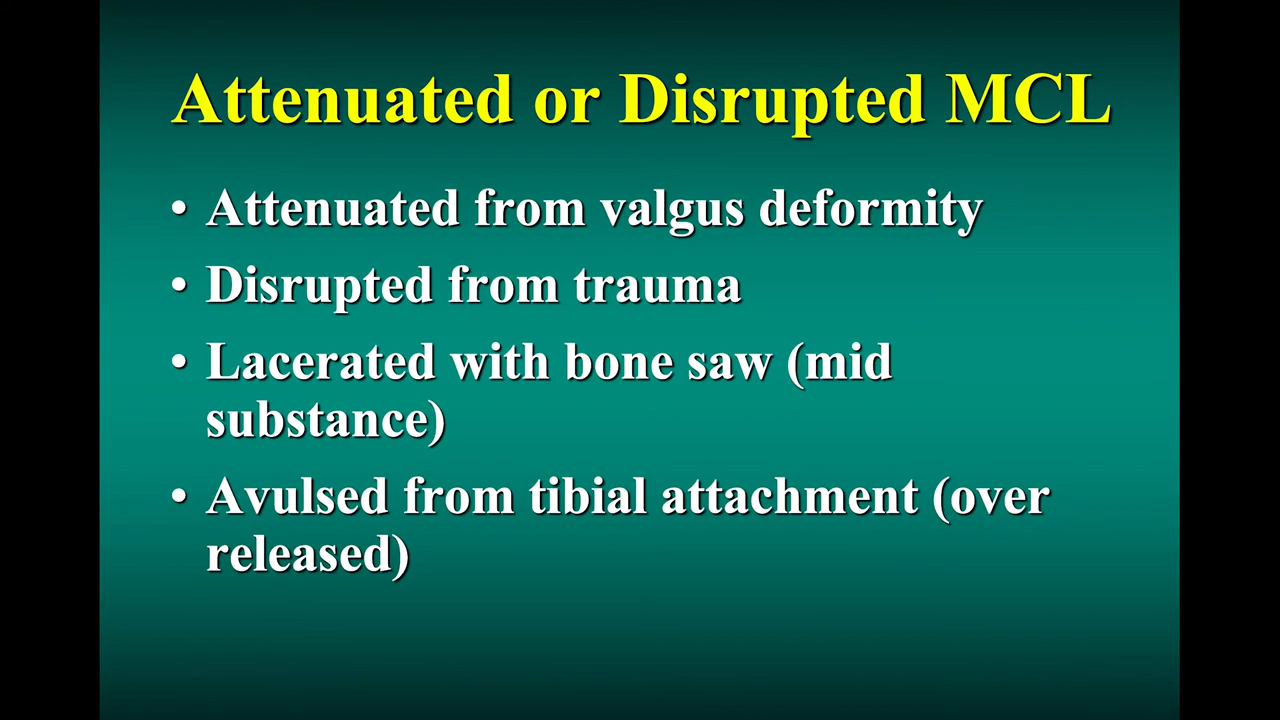 Attenuated or Disrupted MCL
• Attenuated from valgus deformity
• Disrupted from trauma
• Lacerated with bone saw (mid
substance)
• Avulsed from tibial attachment (over
released)